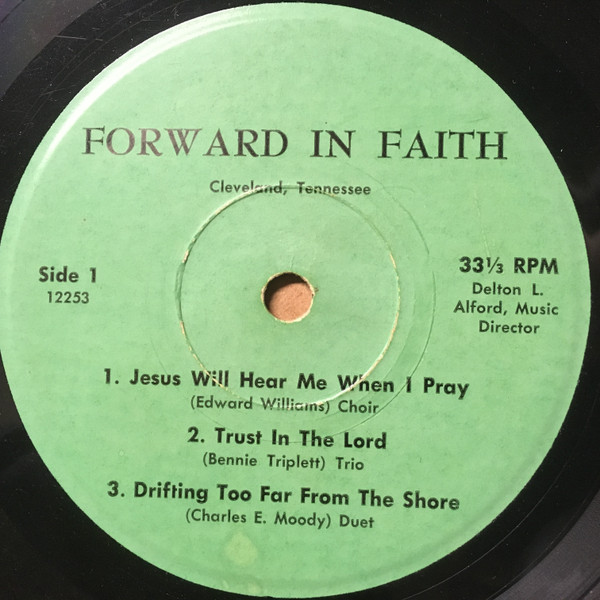 FORWARD IN FAITH
Cleveland, Tennessee
Side 1
12253
33⅓ RPM
Delton L.
Alford, Music
Director
1. Jesus Will Hear Me When I Pray
(Edward Williams) Choir
2. Trust In The Lord
(Bennie Triplett) Trio
3. Drifting Too Far From The Shore
(Charles E. Moody) Duet